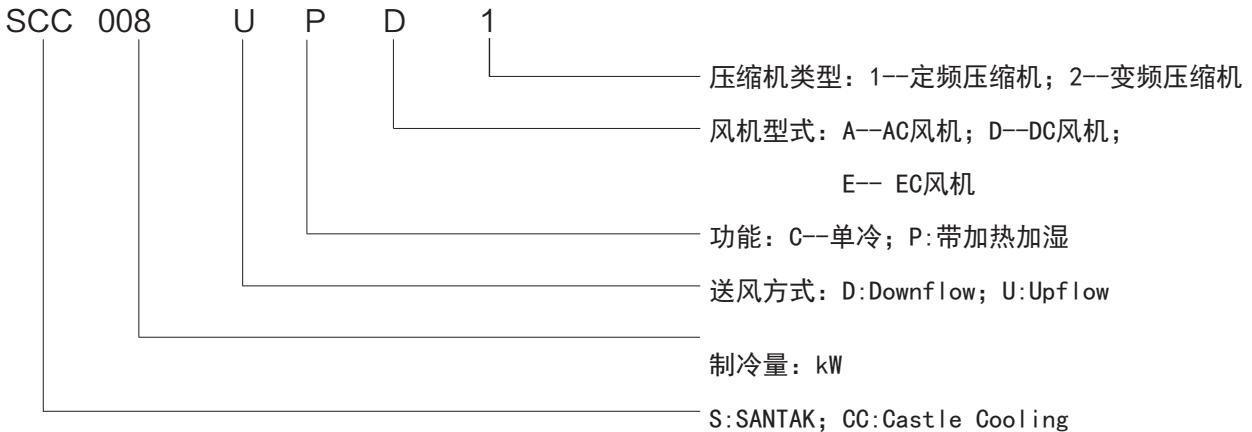 SCC 008 U P D 1
压缩机类型：1--定频压缩机；2--变频压缩机
风机型式：A--AC风机；D--DC风机；
E-- EC风机
功能：C--单冷；P:带加热加湿
送风方式：D:Downflow；U:Upflow
制冷量：kW
S:SANTAK；CC:Castle Cooling